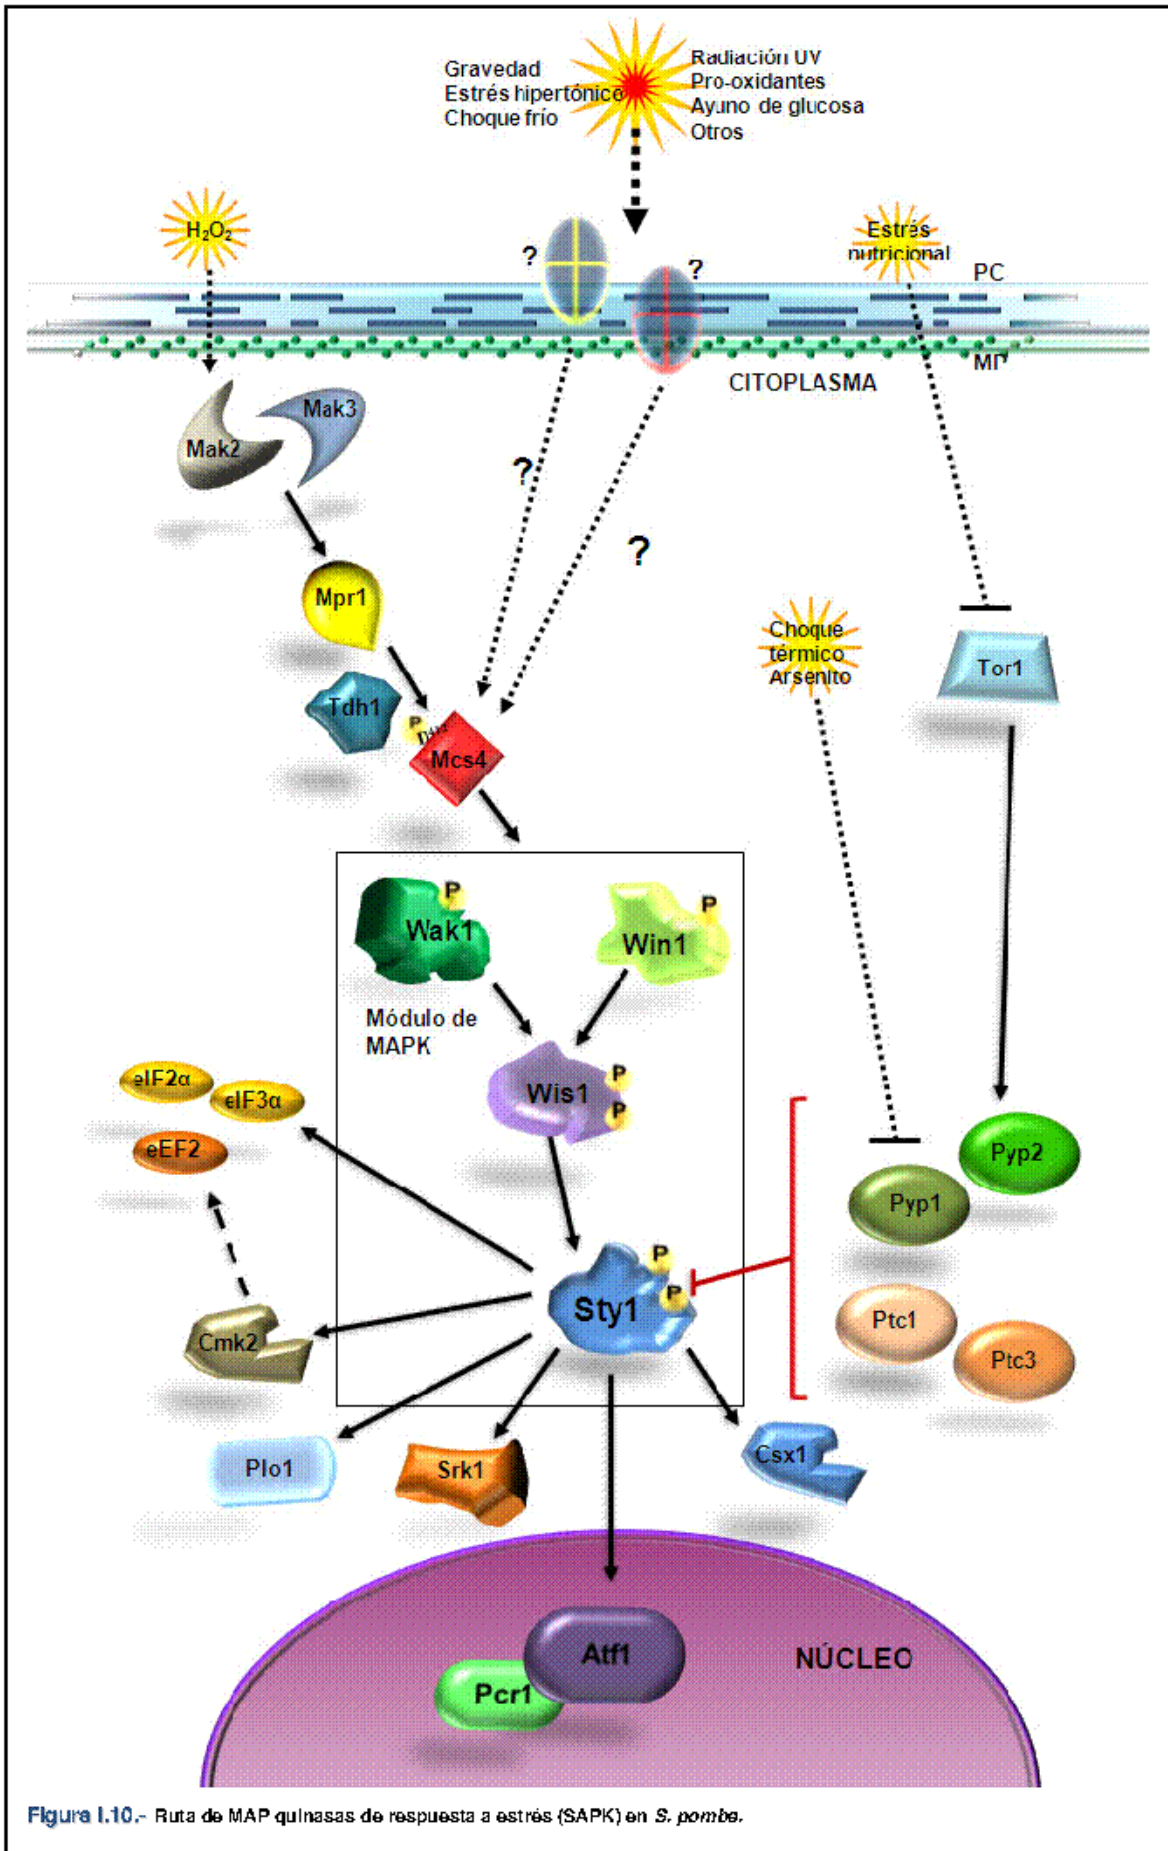 Gravedad
Estrés hipertónico
Choque frío
Radiación UV
Pro-oxidantes
Ayuno de glucosa
Otros
H₂O₂
?
?
Estrés
nutricional
PC
MP
CITOPLASMA
Mak3
Mak2
?
?
Mpr1
Choque
térmico
Arsenito
Tor1
Tdh1
P
Mcs4
P
Wak1
P
Win1
Módulo de
MAPK
Wis1
P
P
eIF2α
eIF3α
eEF2
Pyp2
Pyp1
P
P
Sty1
Ptc1
Ptc3
Cmk2
Plo1
Srk1
Csx1
Atf1
Pcr1
NÚCLEO
Figura I.10.- Ruta de MAP quinasas de respuesta a estrés (SAPK) en S. pombe.